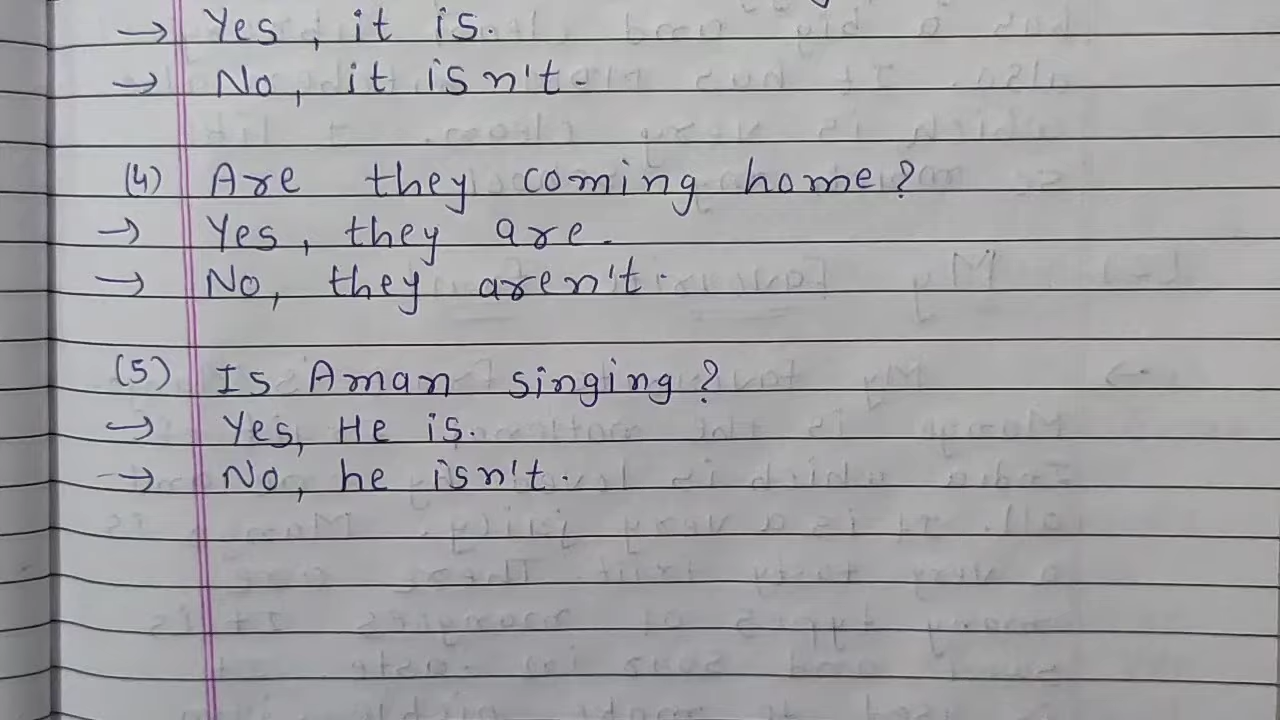 → Yes, it is.
→ No, it isn't.
(4) Are they coming home?
→ Yes, they are.
→ No, they aren't.
(5) Is Aman singing?
→ Yes, He is.
→ No, he isn't.